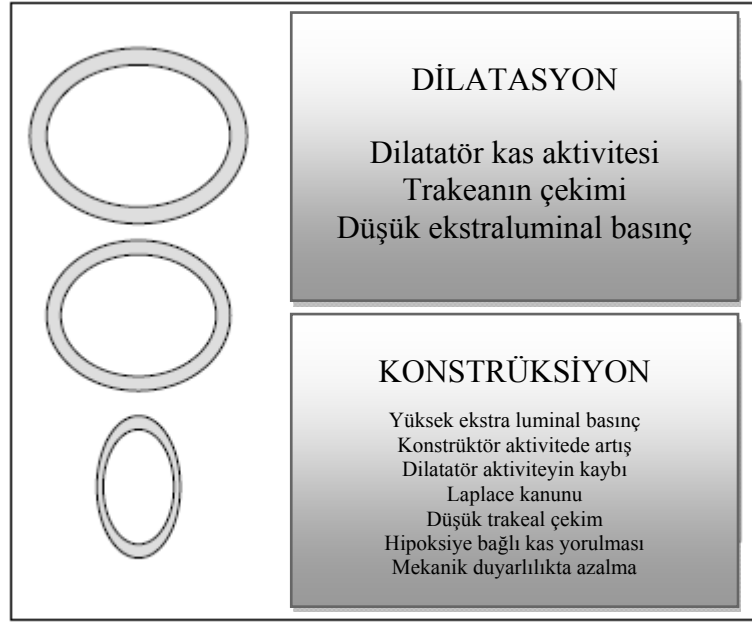 DİLATASYON
Dilatatör kas aktivitesi
Trakeanın çekimi
Düşük ekstraluminal basınç
KONSTRÜKSİYON
Yüksek ekstra luminal basınç
Konstrüktör aktivitede artış
Dilatatör aktiviteyin kaybı
Laplace kanunu
Düşük trakeal çekim
Hipoksiye bağlı kas yorulması
Mekanik duyarlılıkta azalma